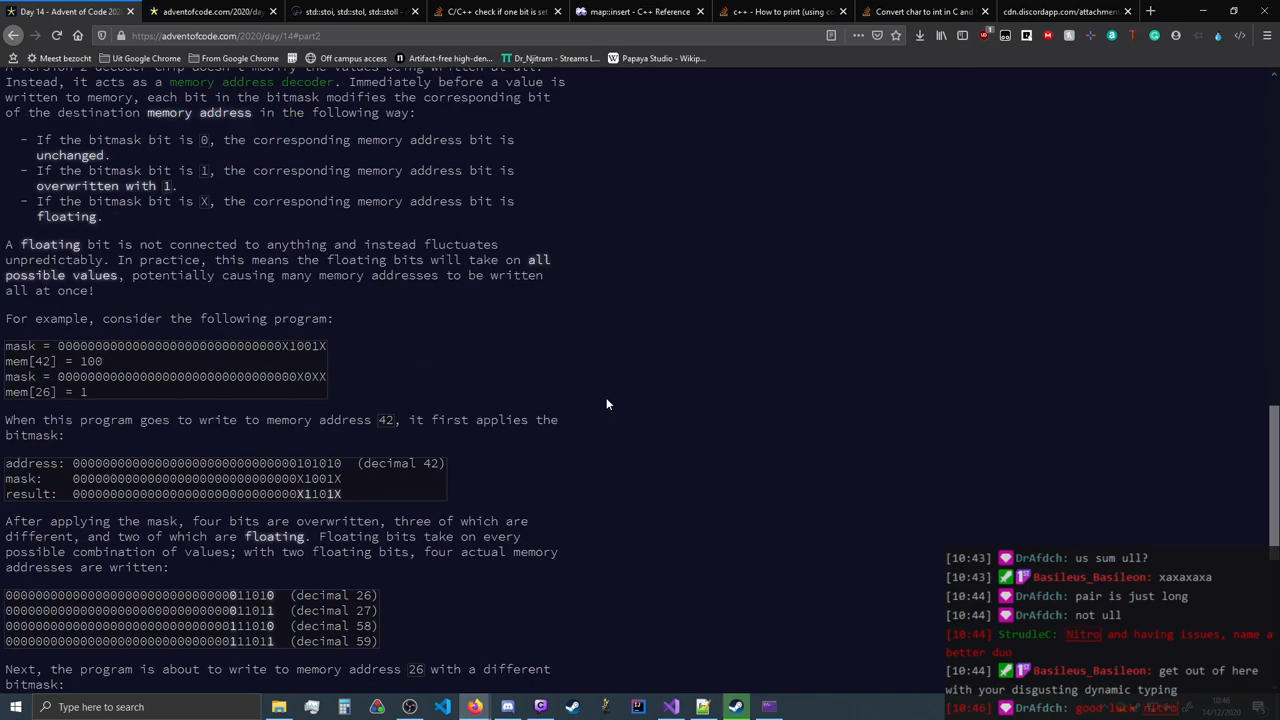 Day 14 - Advent of Code 2020
adventofcode.com/2020/day/
std::stoi, std::stol, std::stoll -
C/C++ check if one bit is set
map::insert - C++ Reference
c++ - How to print (using co
Convert char to int in C and
cdn.discordapp.com/attachment
https://adventofcode.com/2020/day/14#part2
Meest bezocht
Uit Google Chrome
From Google Chrome
Off campus access
Artifact-free high-den...
Dr_Njitram - Streams L...
Papaya Studio - Wikip...
Instead, it acts as a memory address decoder. Immediately before a value is
written to memory, each bit in the bitmask modifies the corresponding bit
of the destination memory address in the following way:
- If the bitmask bit is 0, the corresponding memory address bit is
unchanged.
- If the bitmask bit is 1, the corresponding memory address bit is
overwritten with 1.
- If the bitmask bit is X, the corresponding memory address bit is
floating.
A floating bit is not connected to anything and instead fluctuates
unpredictably. In practice, this means the floating bits will take on all
possible values, potentially causing many memory addresses to be written
all at once!
For example, consider the following program:
mask = 000000000000000000000000000000X1001X
mem[42] = 100
mask = 00000000000000000000000000000000X0XX
mem[26] = 1
When this program goes to write to memory address 42, it first applies the
bitmask:
address: 000000000000000000000000000000101010 (decimal 42)
mask: 000000000000000000000000000000X1001X
result: 000000000000000000000000000000X1101X
After applying the mask, four bits are overwritten, three of which are
different, and two of which are floating. Floating bits take on every
possible combination of values; with two floating bits, four actual memory
addresses are written:
000000000000000000000000000000011010 (decimal 26)
000000000000000000000000000000011011 (decimal 27)
000000000000000000000000000000111010 (decimal 58)
000000000000000000000000000000111011 (decimal 59)
Next, the program is about to write to memory address 26 with a different
bitmask:
[10:43] DrAfdch: us sum ull?
[10:43] Basileus_Basileon: xaxaxaxa
[10:44] DrAfdch: pair is just long
[10:44] DrAfdch: not ull
[10:44] StrudleC: Nitro and having issues, name a
better duo
[10:44] Basileus_Basileon: get out of here
with your disgusting dynamic typing
[10:46] DrAfdch: good luck nitro
Type here to search
10:46
14/12/2020